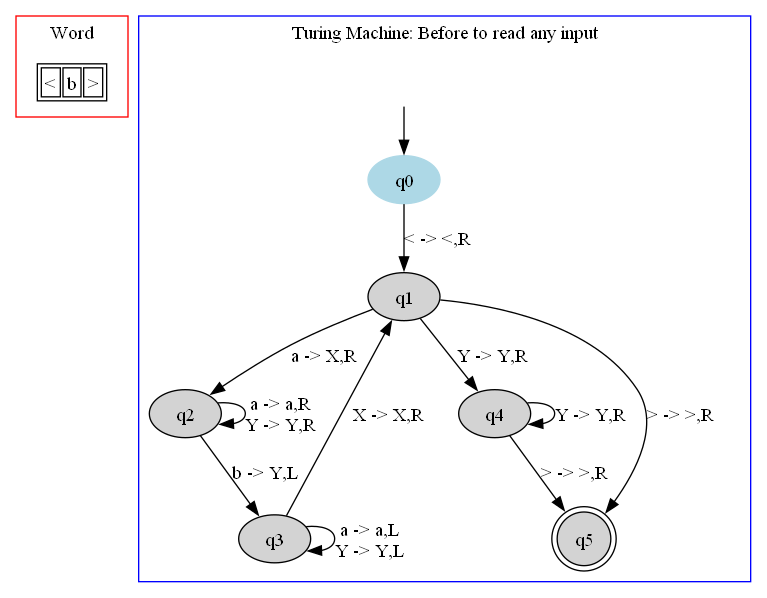 Word
< b >
Turing Machine: Before to read any input
q0
< -> <,R
q1
a -> X,R
Y -> Y,R
q2
a -> a,R
Y -> Y,R
X -> X,R
q4
Y -> Y,R
> -> >,R
b -> Y,L
> -> >,R
q3
a -> a,L
Y -> Y,L
q5